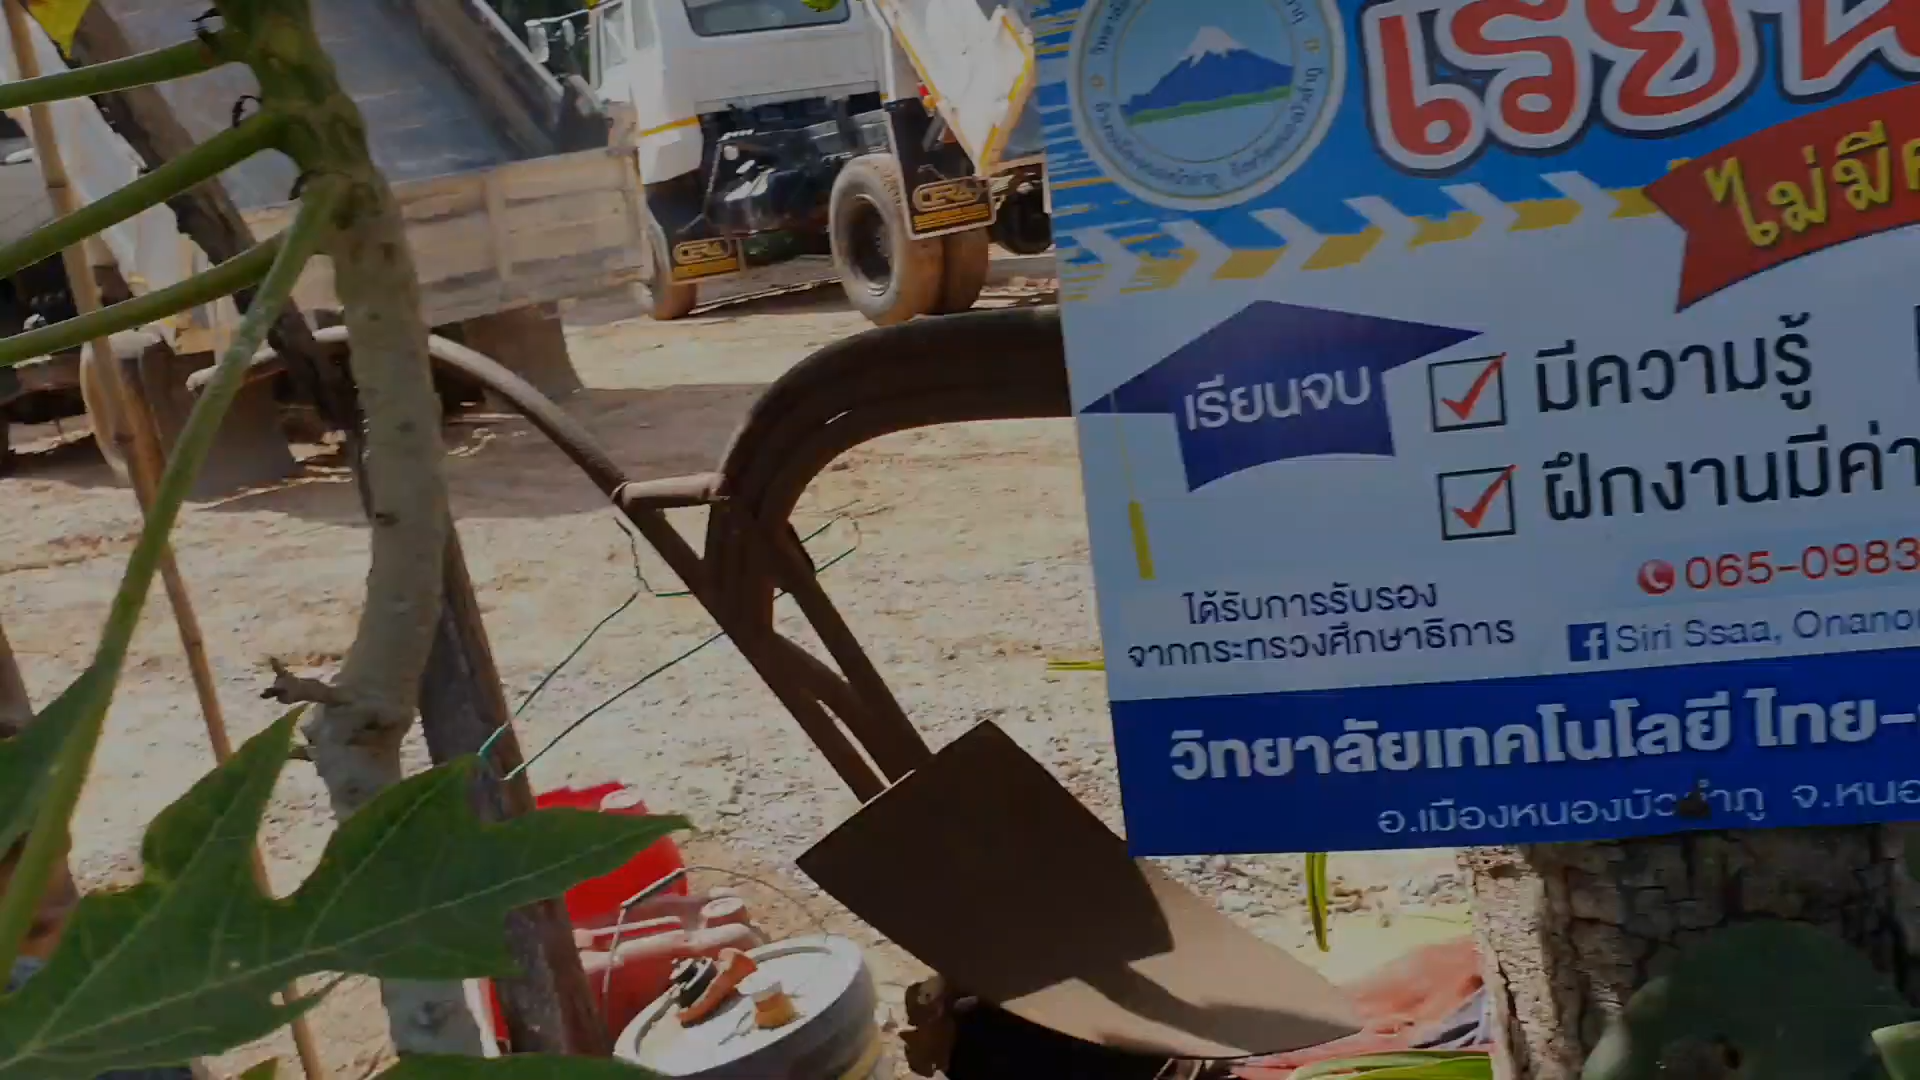 เรียน
ไม่มี
เรียนจบ
มีความรู้
ฝึกงานมีค่า
065-0983
ได้รับการรับรอง
จากกระทรวงศึกษาธิการ
Siri Ssaa, Onanon
วิทยาลัยเทคโนโลยี ไทย-
อ.เมืองหนองบัวลำภู จ.หนอ